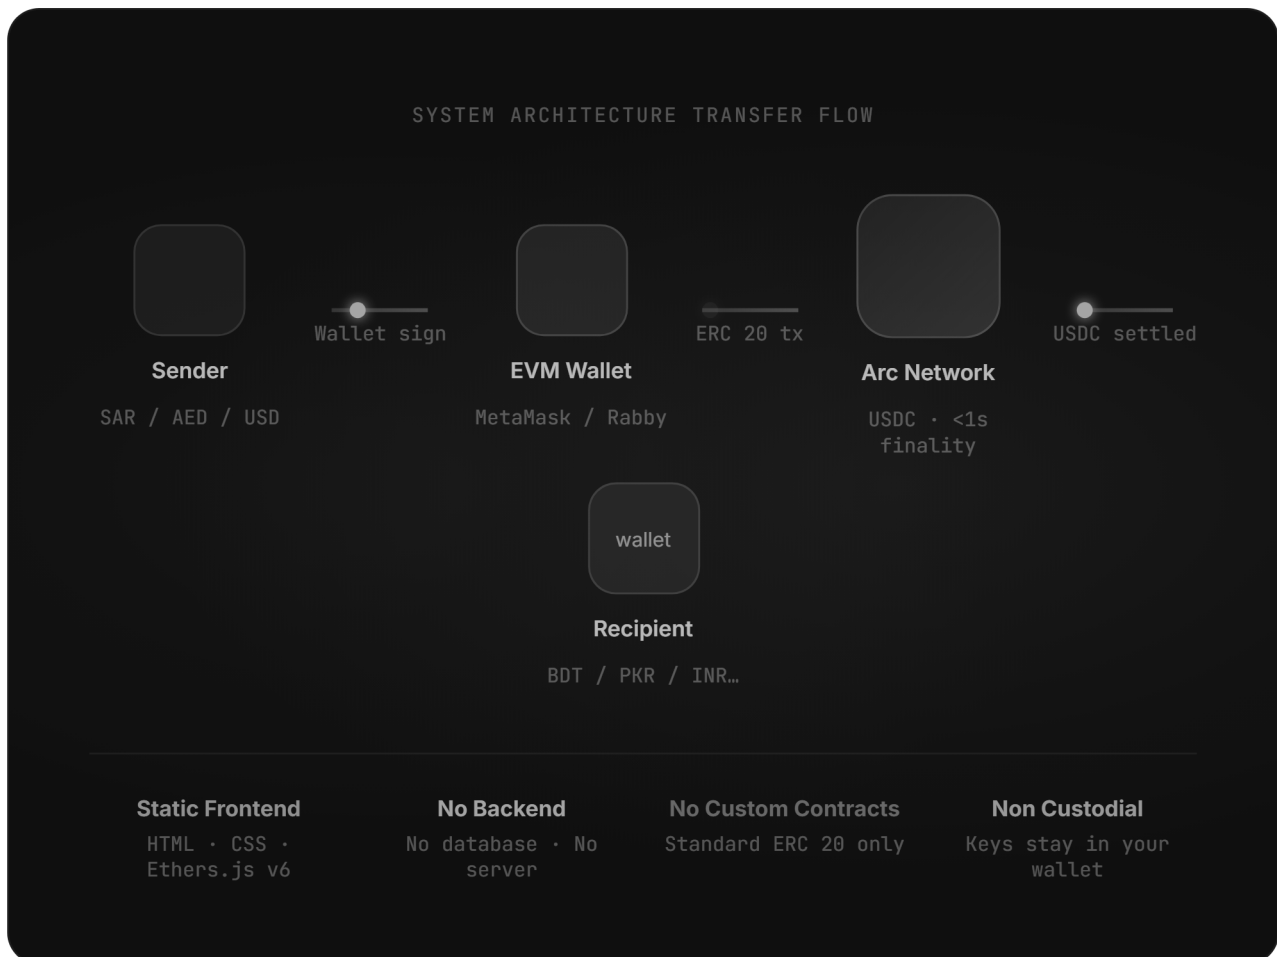 SYSTEM ARCHITECTURE TRANSFER FLOW
Wallet sign
ERC 20 tx
USDC settled
Sender
EVM Wallet
Arc Network
SAR / AED / USD
MetaMask / Rabby
USDC · <1s
finality
wallet
Recipient
BDT / PKR / INR…
Static Frontend
HTML · CSS ·
Ethers.js v6
No Backend
No database · No
server
No Custom Contracts
Standard ERC 20 only
Non Custodial
Keys stay in your
wallet